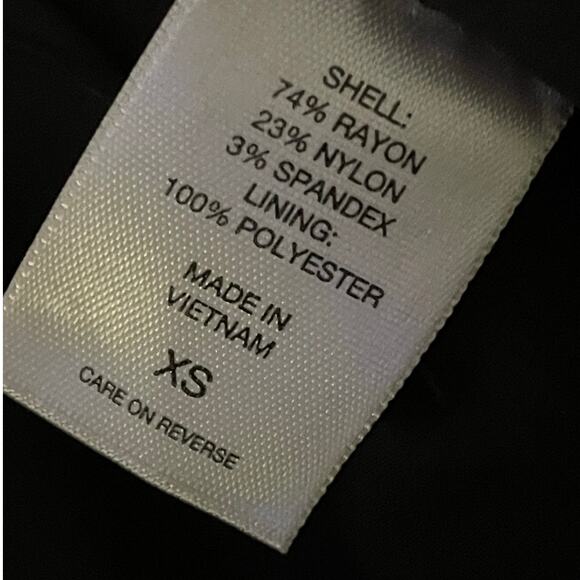 SHELL:
74% RAYON
23% NYLON
3% SPANDEX
LINING:
100% POLYESTER
MADE IN
VIETNAM
XS
CARE ON REVERSE